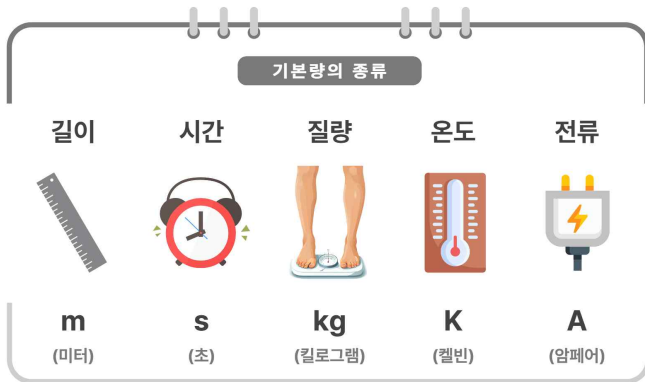 기본량의 종류
길이 시간 질량 온도 전류
m s kg K A
(미터) (초) (킬로그램) (켈빈) (암페어)